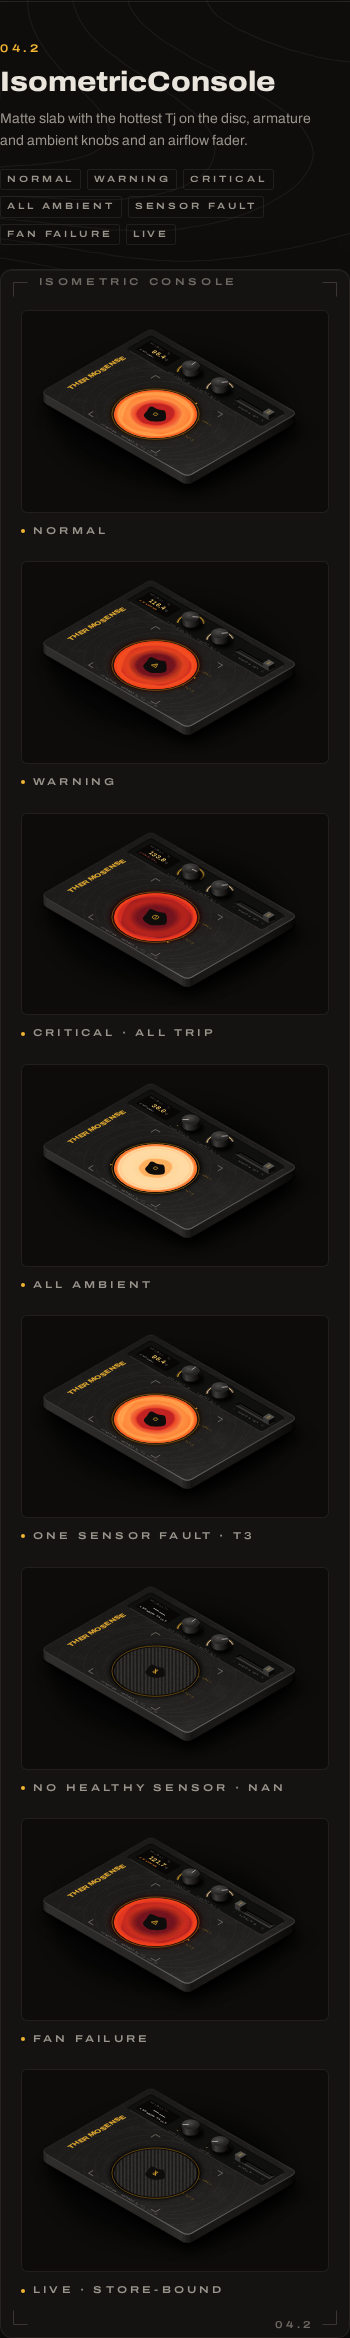 04.2
IsometricConsole
Matte slab with the hottest Tj on the disc, armature
and ambient knobs and an airflow fader.
NORMAL WARNING CRITICAL
ALL AMBIENT SENSOR FAULT
FAN FAILURE LIVE
ISOMETRIC CONSOLE
THERMOSENSE
NORMAL
THERMOSENSE
WARNING
THERMOSENSE
CRITICAL · ALL TRIP
THERMOSENSE
ALL AMBIENT
THERMOSENSE
ONE SENSOR FAULT · T3
THERMOSENSE
NO HEALTHY SENSOR · NAN
THERMOSENSE
FAN FAILURE
THERMOSENSE
LIVE · STORE-BOUND
04.2